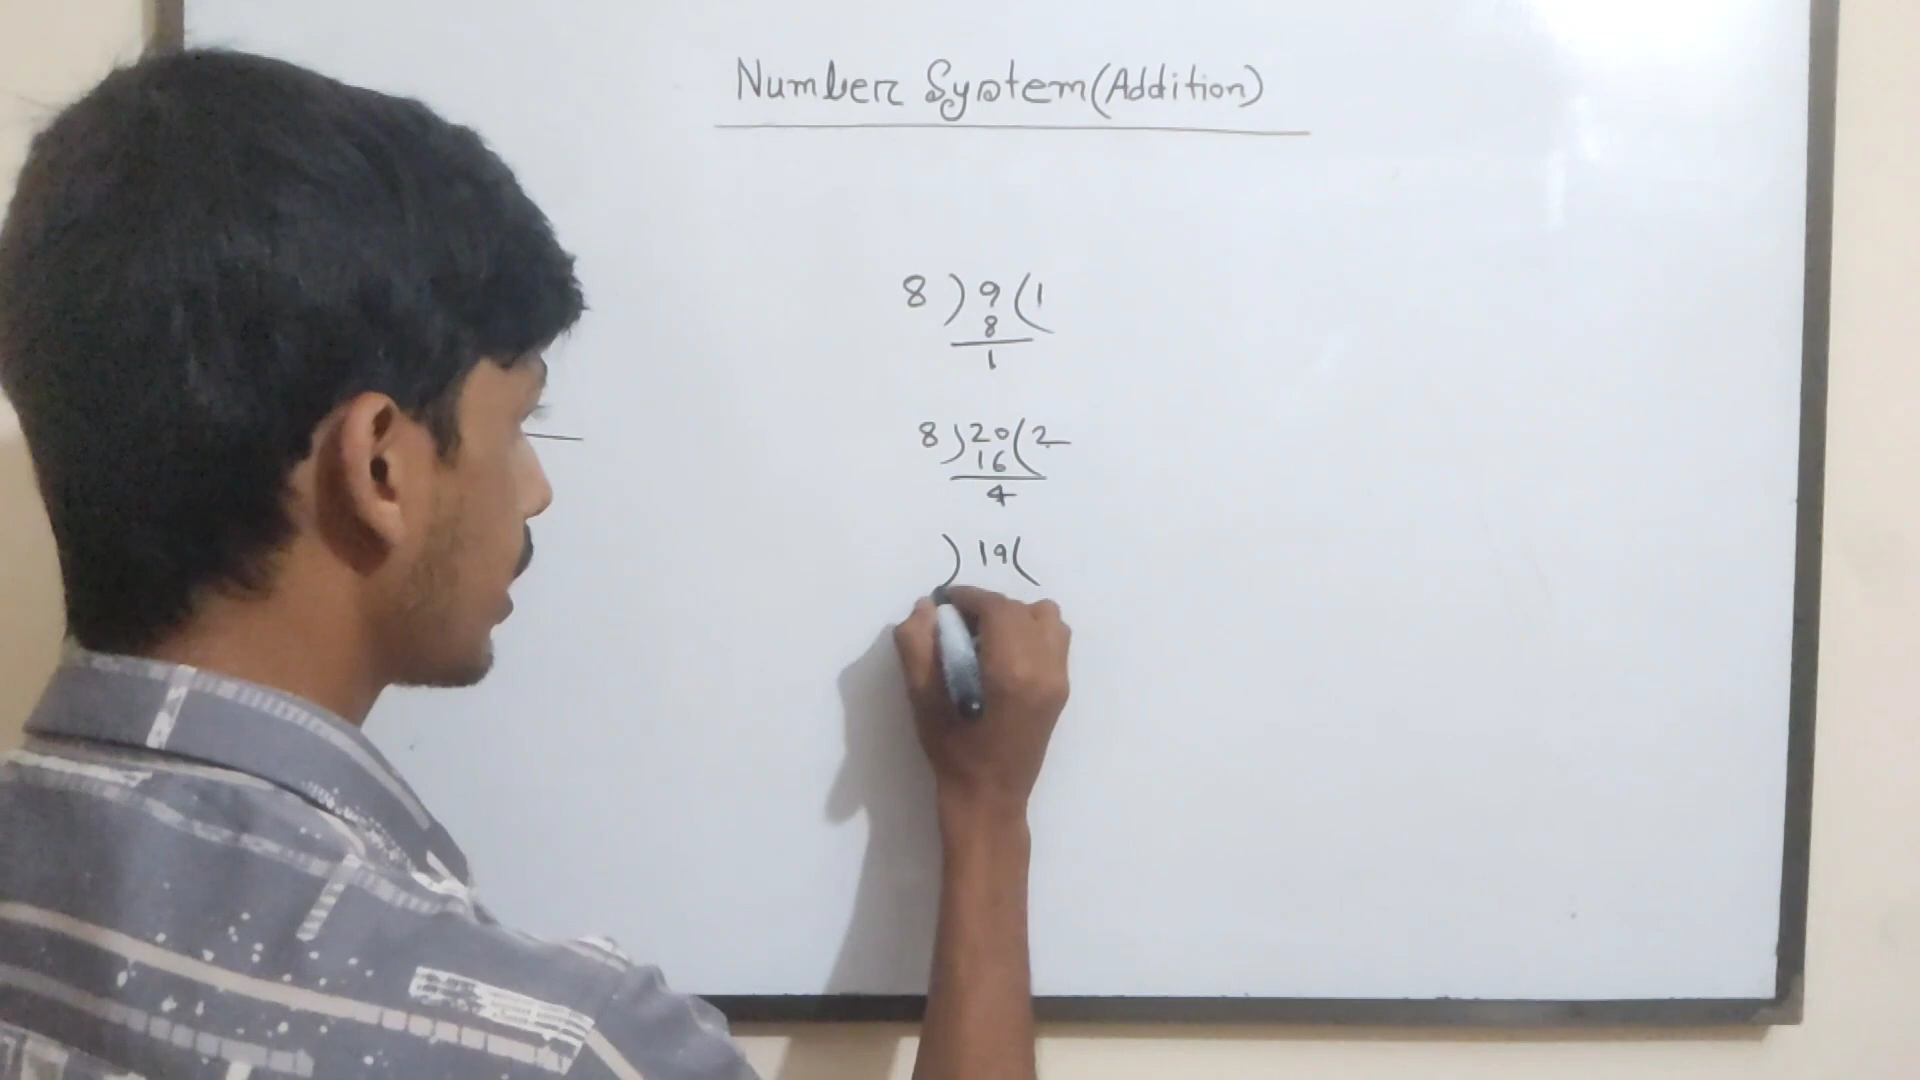 Number System(Addition)
8 ) 9 ( 1
8
1
8 ) 20 ( 2
16
4
) 19 (